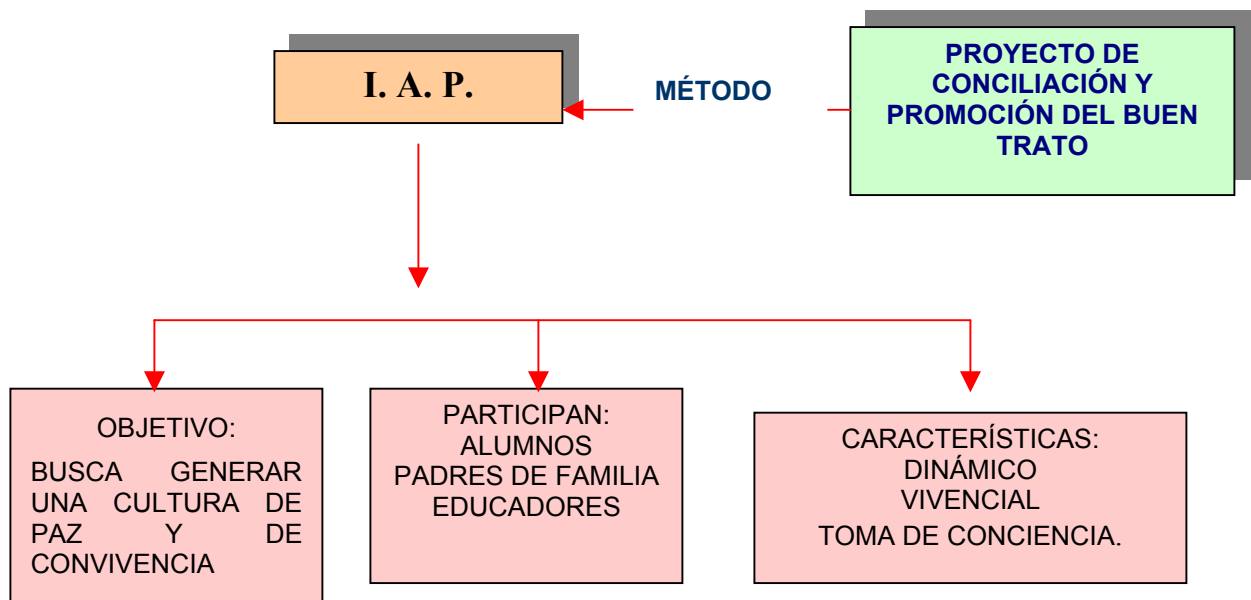 I. A. P.
MÉTODO
PROYECTO DE
CONCILIACIÓN Y
PROMOCIÓN DEL BUEN
TRATO
OBJETIVO:
BUSCA GENERAR
UNA CULTURA DE
PAZ Y DE
CONVIVENCIA
PARTICIPAN:
ALUMNOS
PADRES DE FAMILIA
EDUCADORES
CARACTERÍSTICAS:
DINÁMICO
VIVENCIAL
TOMA DE CONCIENCIA.